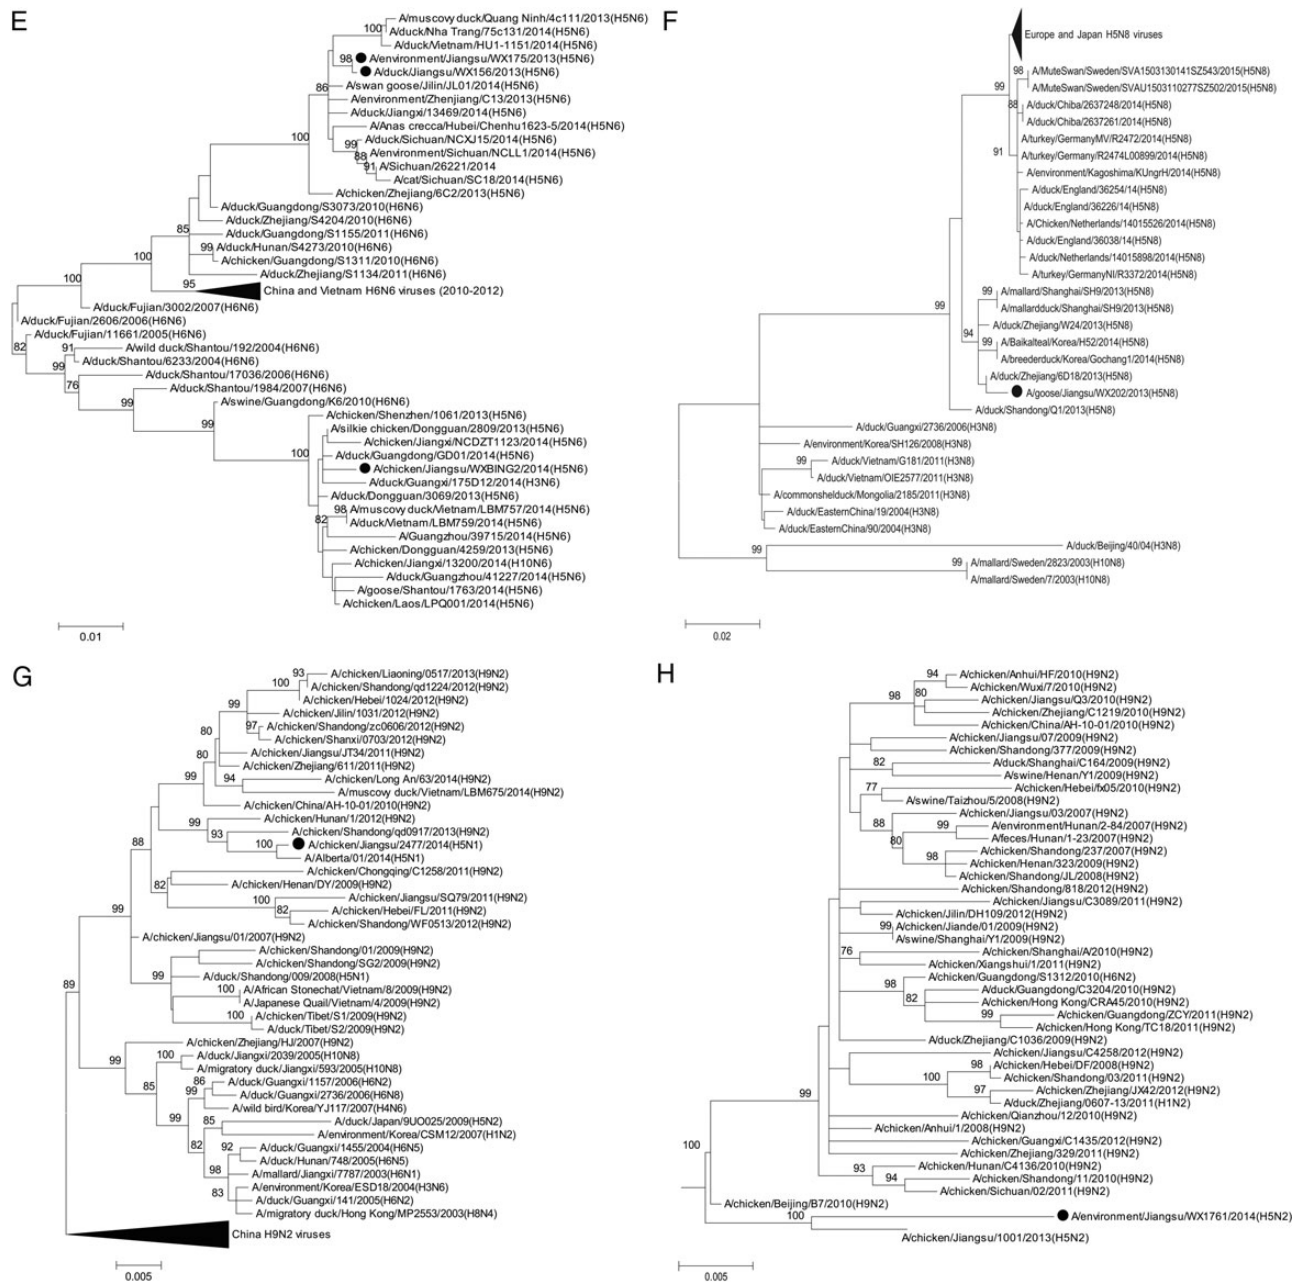 E
A/muscovy duck/Quang Ninh/4c111/2013(H5N6)
100
A/duck/Nha Trang/75c131/2014(H5N6)
A/duck/Vietnam/HU1-1151/2014(H5N6)
98
A/environment/Jiangsu/WX175/2013(H5N6)
A/duck/Jiangsu/WX156/2013(H5N6)
86
A/swan goose/Jilin/JL01/2014(H5N6)
A/environment/Zhenjiang/C13/2013(H5N6)
A/duck/Jiangxi/13469/2014(H5N6)
A/Anas crecca/Hubei/Chenhu1623-5/2014(H5N6)
100
99
A/duck/Sichuan/NCXJ15/2014(H5N6)
88
A/environment/Sichuan/NCLL1/2014(H5N6)
91
A/Sichuan/26221/2014
A/cat/Sichuan/SC18/2014(H5N6)
A/chicken/Zhejiang/6C2/2013(H5N6)
A/duck/Guangdong/S3073/2010(H6N6)
A/duck/Zhejiang/S4204/2010(H6N6)
85
A/duck/Guangdong/S1155/2011(H6N6)
99
A/duck/Hunan/S4273/2010(H6N6)
100
A/chicken/Guangdong/S1311/2010(H6N6)
A/duck/Zhejiang/S1134/2011(H6N6)
100
95
China and Vietnam H6N6 viruses (2010-2012)
A/duck/Fujian/3002/2007(H6N6)
A/duck/Fujian/2606/2006(H6N6)
A/duck/Fujian/11661/2005(H6N6)
82
91
A/wild duck/Shantou/192/2004(H6N6)
99
A/duck/Shantou/6233/2004(H6N6)
A/duck/Shantou/17036/2006(H6N6)
76
A/duck/Shantou/1984/2007(H6N6)
99
A/swine/Guangdong/K6/2010(H6N6)
A/chicken/Shenzhen/1061/2013(H5N6)
99
A/silkie chicken/Dongguan/2809/2013(H5N6)
A/chicken/Jiangxi/NCDZT1123/2014(H5N6)
100
A/duck/Guangdong/GD01/2014(H5N6)
A/chicken/Jiangsu/WXBING2/2014(H5N6)
A/duck/Guangxi/175D12/2014(H3N6)
A/duck/Dongguan/3069/2013(H5N6)
98
A/muscovy duck/Vietnam/LBM757/2014(H5N6)
82
A/duck/Vietnam/LBM759/2014(H5N6)
A/Guangzhou/39715/2014(H5N6)
A/chicken/Dongguan/4259/2013(H5N6)
A/chicken/Jiangxi/13200/2014(H10N6)
A/duck/Guangzhou/41227/2014(H5N6)
A/goose/Shantou/1763/2014(H5N6)
A/chicken/Laos/LPQ001/2014(H5N6)
0.01
F
Europe and Japan H5N8 viruses
98
A/MuteSwan/Sweden/SVA1503130141SZ543/2015(H5N8)
99
A/MuteSwan/Sweden/SVAU1503110277SZ502/2015(H5N8)
88
A/duck/Chiba/2637248/2014(H5N8)
A/duck/Chiba/2637261/2014(H5N8)
A/turkey/GermanyMV/R2472/2014(H5N8)
91
A/turkey/Germany/R2474L00899/2014(H5N8)
A/environment/Kagoshima/KUngrH/2014(H5N8)
A/duck/England/36254/14(H5N8)
A/duck/England/36226/14(H5N8)
A/Chicken/Netherlands/14015526/2014(H5N8)
A/duck/England/36038/14(H5N8)
A/duck/Netherlands/14015898/2014(H5N8)
A/turkey/GermanyNI/R3372/2014(H5N8)
99
99
A/mallard/Shanghai/SH9/2013(H5N8)
A/mallardduck/Shanghai/SH9/2013(H5N8)
94
A/duck/Zhejiang/W24/2013(H5N8)
99
A/Baikalteal/Korea/H52/2014(H5N8)
A/breederduck/Korea/Gochang1/2014(H5N8)
A/duck/Zhejiang/6D18/2013(H5N8)
A/goose/Jiangsu/WX202/2013(H5N8)
A/duck/Shandong/Q1/2013(H5N8)
A/duck/Guangxi/2736/2006(H3N8)
A/environment/Korea/SH126/2008(H3N8)
99
A/duck/Vietnam/G181/2011(H3N8)
A/duck/Vietnam/OIE2577/2011(H3N8)
A/commonshelduck/Mongolia/2185/2011(H3N8)
A/duck/EasternChina/19/2004(H3N8)
A/duck/EasternChina/90/2004(H3N8)
99
A/duck/Beijing/40/04(H3N8)
99
A/mallard/Sweden/2823/2003(H10N8)
A/mallard/Sweden/7/2003(H10N8)
0.02
G
93
A/chicken/Liaoning/0517/2013(H9N2)
100
A/chicken/Shandong/qd1224/2012(H9N2)
A/chicken/Hebei/1024/2012(H9N2)
99
A/chicken/Jilin/1031/2012(H9N2)
97
A/chicken/Shandong/zc0606/2012(H9N2)
80
A/chicken/Shanxi/0703/2012(H9N2)
A/chicken/Jiangsu/JT34/2011(H9N2)
80
A/chicken/Zhejiang/611/2011(H9N2)
99
94
A/chicken/Long An/63/2014(H9N2)
A/muscovy duck/Vietnam/LBM675/2014(H9N2)
A/chicken/China/AH-10-01/2010(H9N2)
99
A/chicken/Hunan/1/2012(H9N2)
93
A/chicken/Shandong/qd0917/2013(H9N2)
88
100
A/chicken/Jiangsu/2477/2014(H5N1)
A/Alberta/01/2014(H5N1)
A/chicken/Chongqing/C1258/2011(H9N2)
82
A/chicken/Henan/DY/2009(H9N2)
100
A/chicken/Jiangsu/SQ79/2011(H9N2)
82
A/chicken/Hebei/FL/2011(H9N2)
99
A/chicken/Shandong/WF0513/2012(H9N2)
A/chicken/Jiangsu/01/2007(H9N2)
A/chicken/Shandong/01/2009(H9N2)
A/chicken/Shandong/SG2/2009(H9N2)
99
A/duck/Shandong/009/2008(H5N1)
89
100
A/African Stonechat/Vietnam/8/2009(H9N2)
A/Japanese Quail/Vietnam/4/2009(H9N2)
100
A/chicken/Tibet/S1/2009(H9N2)
A/duck/Tibet/S2/2009(H9N2)
A/chicken/Zhejiang/HJ/2007(H9N2)
99
100
A/duck/Jiangxi/2039/2005(H10N8)
A/migratory duck/Jiangxi/593/2005(H10N8)
85
86
A/duck/Guangxi/1157/2006(H6N2)
99
A/duck/Guangxi/2736/2006(H6N8)
A/wild bird/Korea/YJ117/2007(H4N6)
99
85
A/duck/Japan/9UO025/2009(H5N2)
A/environment/Korea/CSM12/2007(H1N2)
82
92
A/duck/Guangxi/1455/2004(H6N5)
A/duck/Hunan/748/2005(H6N5)
98
A/mallard/Jiangxi/7787/2003(H6N1)
A/environment/Korea/ESD18/2004(H3N6)
83
A/duck/Guangxi/141/2005(H6N2)
A/migratory duck/Hong Kong/MP2553/2003(H8N4)
China H9N2 viruses
0.005
H
94
A/chicken/Anhui/HF/2010(H9N2)
A/chicken/Wuxi/7/2010(H9N2)
98
80
A/chicken/Jiangsu/Q3/2010(H9N2)
A/chicken/Zhejiang/C1219/2010(H9N2)
A/chicken/China/AH-10-01/2010(H9N2)
A/chicken/Jiangsu/07/2009(H9N2)
A/chicken/Shandong/377/2009(H9N2)
82
A/duck/Shanghai/C164/2009(H9N2)
A/swine/Henan/Y1/2009(H9N2)
77
A/chicken/Hebei/fx05/2010(H9N2)
A/swine/Taizhou/5/2008(H9N2)
A/chicken/Jiangsu/03/2007(H9N2)
88
99
A/environment/Hunan/2-84/2007(H9N2)
80
A/feces/Hunan/1-23/2007(H9N2)
A/chicken/Shandong/237/2007(H9N2)
98
A/chicken/Henan/323/2009(H9N2)
A/chicken/Shandong/JL/2008(H9N2)
A/chicken/Shandong/818/2012(H9N2)
A/chicken/Jiangsu/C3089/2011(H9N2)
A/chicken/Jilin/DH109/2012(H9N2)
99
A/chicken/Jiande/01/2009(H9N2)
A/swine/Shanghai/Y1/2009(H9N2)
76
A/chicken/Shanghai/A/2010(H9N2)
A/chicken/Xiangshui/1/2011(H9N2)
A/chicken/Guangdong/S1312/2010(H6N2)
98
A/duck/Guangdong/C3204/2010(H9N2)
82
A/chicken/Hong Kong/CRA45/2010(H9N2)
99
A/chicken/Guangdong/ZCY/2011(H9N2)
A/chicken/Hong Kong/TC18/2011(H9N2)
A/duck/Zhejiang/C1036/2009(H9N2)
A/chicken/Jiangsu/C4258/2012(H9N2)
98
A/chicken/Hebei/DF/2008(H9N2)
100
A/chicken/Shandong/03/2011(H9N2)
97
A/chicken/Zhejiang/JX42/2012(H9N2)
99
A/duck/Zhejiang/0607-13/2011(H1N2)
A/chicken/Qianzhou/12/2010(H9N2)
A/chicken/Anhui/1/2008(H9N2)
A/chicken/Guangxi/C1435/2012(H9N2)
100
A/chicken/Zhejiang/329/2011(H9N2)
93
A/chicken/Hunan/C4136/2010(H9N2)
94
A/chicken/Shandong/11/2010(H9N2)
A/chicken/Sichuan/02/2011(H9N2)
A/chicken/Beijing/B7/2010(H9N2)
100
A/environment/Jiangsu/WX1761/2014(H5N2)
A/chicken/Jiangsu/1001/2013(H5N2)
0.005